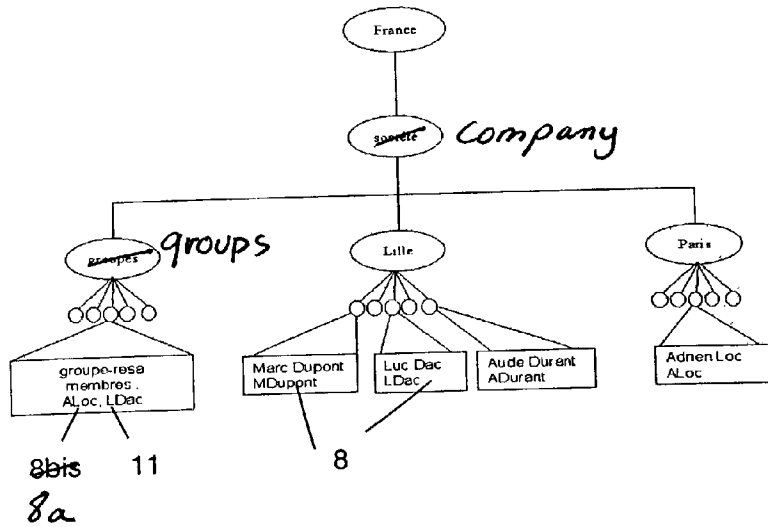 France
société company
groupes groups
Lille
Paris
groupe-resa
membres .
ALoc, LDac
Marc Dupont
MDupont
Luc Dac
LDac
Aude Durant
ADurant
Adrien Loc
ALoc
8bis
11
8
8a